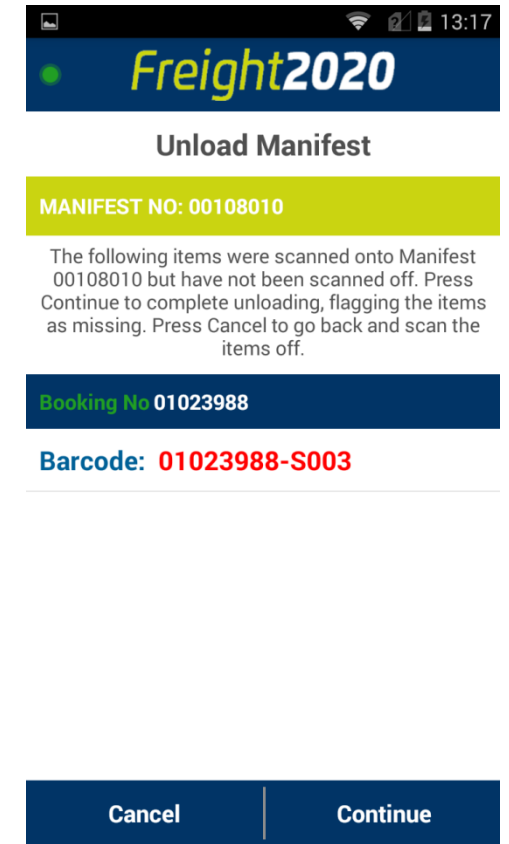 13:17
Freight2020
Unload Manifest
MANIFEST NO: 00108010
The following items were scanned onto Manifest
00108010 but have not been scanned off. Press
Continue to complete unloading, flagging the items
as missing. Press Cancel to go back and scan the
items off.
Booking No 01023988
Barcode: 01023988-S003
Cancel Continue